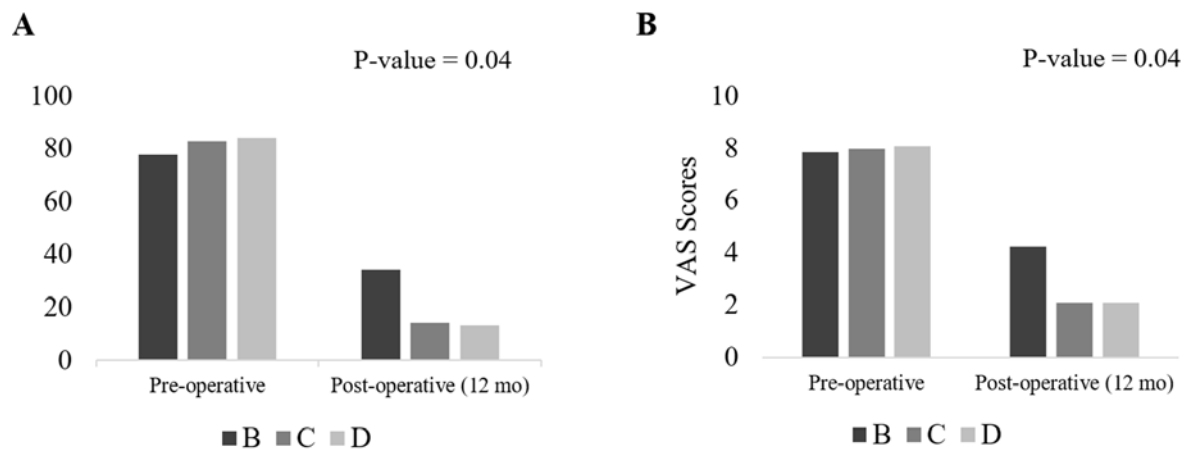 A
P-value = 0.04
100
80
60
40
20
0
Pre-operative
Post-operative (12 mo)
B C D
B
P-value = 0.04
VAS Scores
10
8
6
4
2
0
Pre-operative
Post-operative (12 mo)
B C D